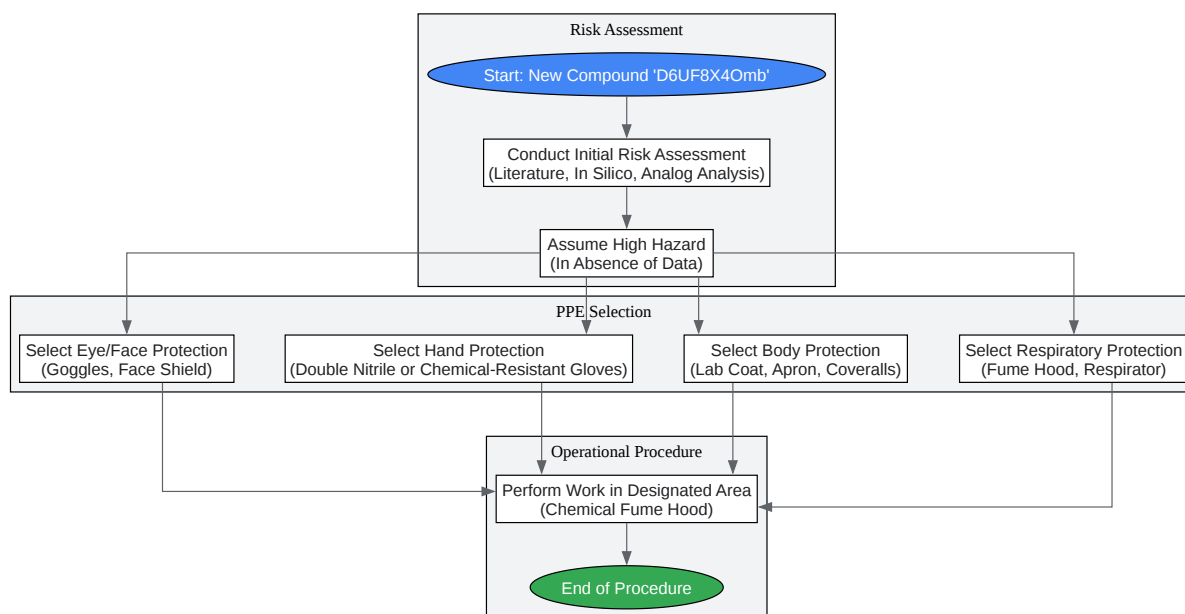 Risk Assessment
Start: New Compound 'D6UF8X4Omb'
Conduct Initial Risk Assessment
(Literature, In Silico, Analog Analysis)
Assume High Hazard
(In Absence of Data)
PPE Selection
Select Eye/Face Protection
(Goggles, Face Shield)
Select Hand Protection
(Double Nitrile or Chemical-Resistant Gloves)
Select Body Protection
(Lab Coat, Apron, Coveralls)
Select Respiratory Protection
(Fume Hood, Respirator)
Operational Procedure
Perform Work in Designated Area
(Chemical Fume Hood)
End of Procedure